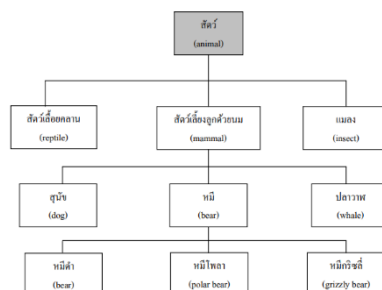 สัตว์
(animal)
สัตว์เลื้อยคลาน
(reptile)
สัตว์เลี้ยงลูกด้วยนม
(mammal)
แมลง
(insect)
สุนัข
(dog)
หมี
(bear)
ปลาวาฬ
(whale)
หมีดำ
(bear)
หมีโพลา
(polar bear)
หมีกริซลี่
(grizzly bear)